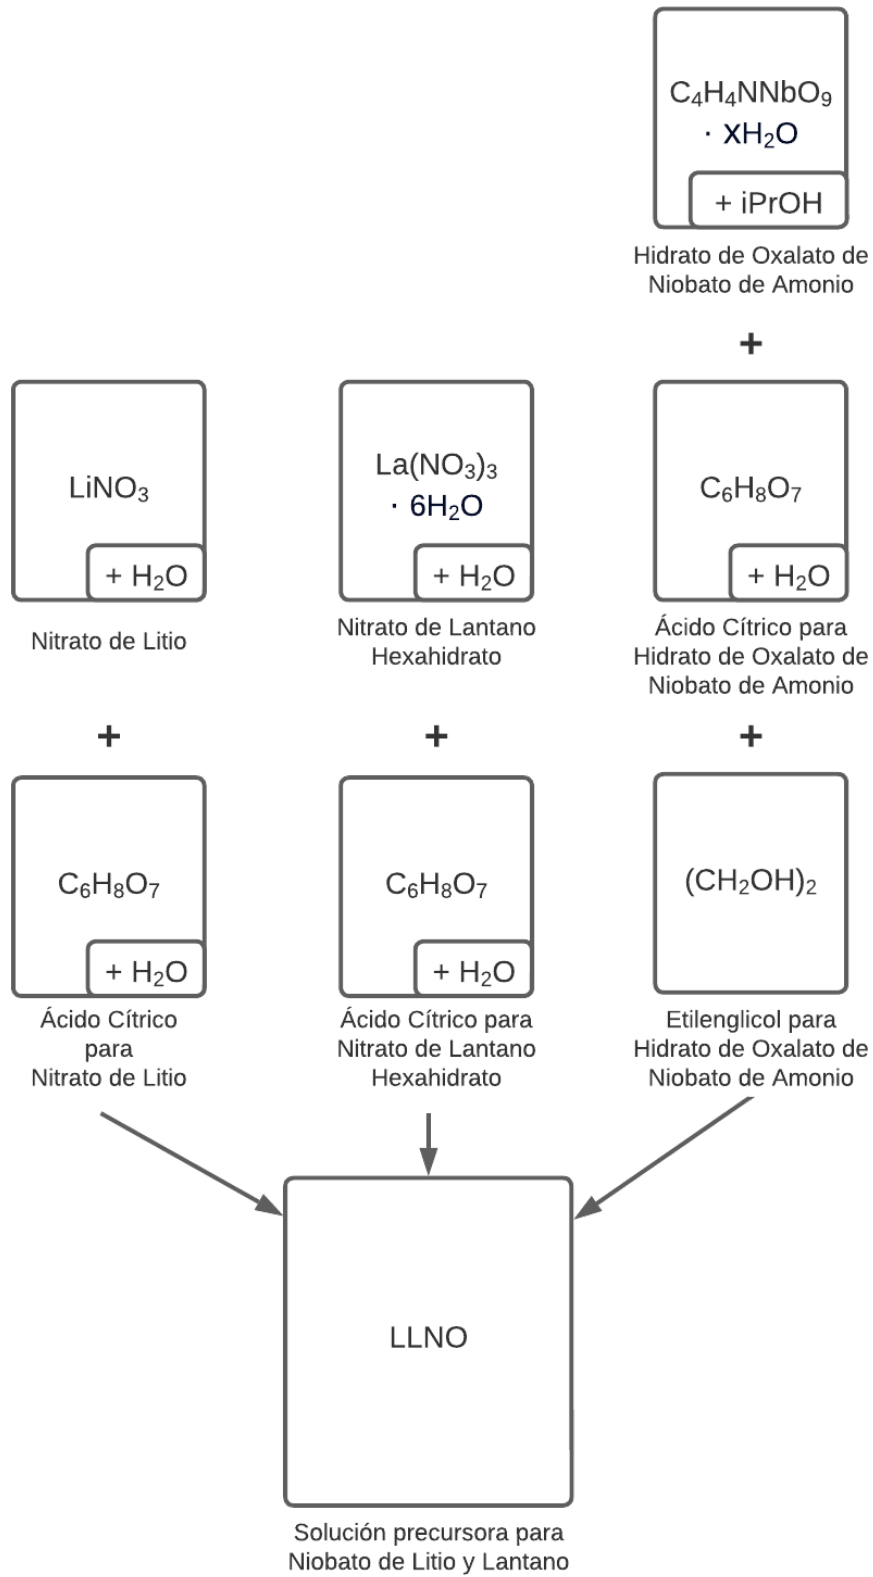 C₄H₄NNbO₉
· xH₂O
+ iPrOH
Hidrato de Oxalato de
Niobato de Amonio
+
LiNO₃
+ H₂O
Nitrato de Litio
La(NO₃)₃
· 6H₂O
+ H₂O
Nitrato de Lantano
Hexahidrato
C₆H₈O₇
+ H₂O
Ácido Cítrico para
Hidrato de Oxalato de
Niobato de Amonio
+
+
+
C₆H₈O₇
+ H₂O
Ácido Cítrico
para
Nitrato de Litio
C₆H₈O₇
+ H₂O
Ácido Cítrico para
Nitrato de Lantano
Hexahidrato
(CH₂OH)₂
Etilenglicol para
Hidrato de Oxalato de
Niobato de Amonio
LLNO
Solución precursora para
Niobato de Litio y Lantano